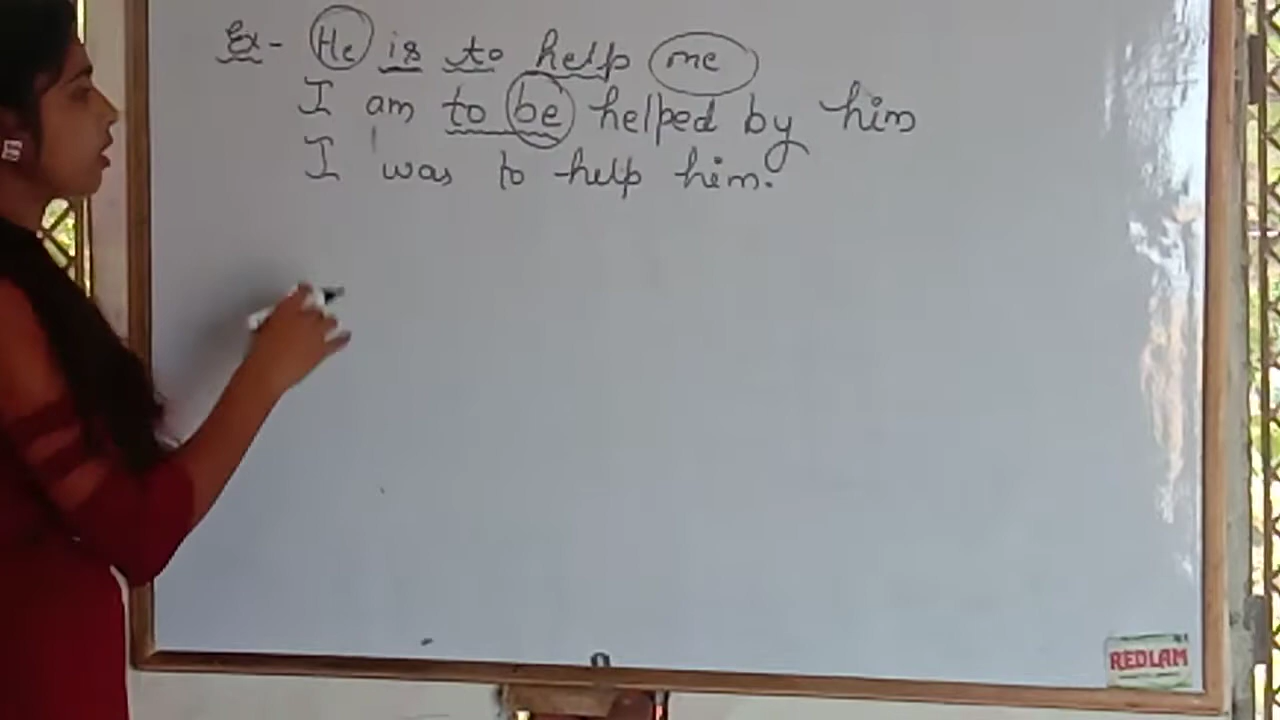 Ex- He is to help me
I am to be helped by him
I was to help him.
REDLAM